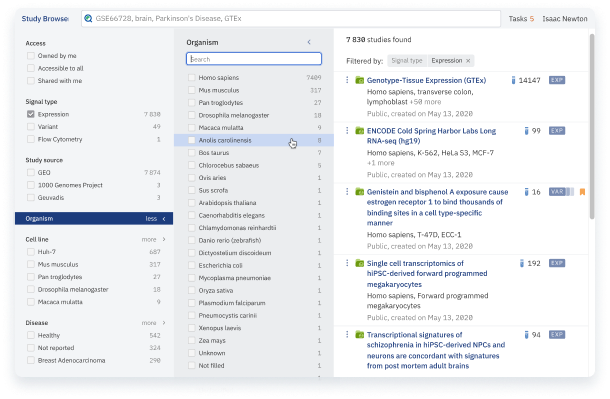 Study Browser
GSE66728, brain, Parkinson's Disease, GTEx
Tasks 5
Isaac Newton
Access
Owned by me
Accessible to all
Shared with me
Signal type
Expression 7 830
Variant 49
Flow Cytometry 1
Study source
GEO 7 874
1000 Genomes Project 3
Geuvadis 3
Organism less
Cell line more
Huh-7 687
Mus musculus 317
Pan troglodytes 27
Drosophila melanogaster 18
Macaca mulatta 9
Disease more
Healthy 542
Not reported 324
Breast Adenocarcinoma 290
Organism
Search
Homo sapiens 7409
Mus musculus 317
Pan troglodytes 27
Drosophila melanogaster 18
Macaca mulatta 9
Anolis carolinensis 8
Bos taurus 7
Chlorocebus sabaeus 5
Ovis aries 1
Sus scrofa 1
Arabidopsis thaliana 1
Caenorhabditis elegans 1
Chlamydomonas reinhardtii 1
Danio rerio (zebrafish) 1
Dictyostelium discoideum 1
Escherichia coli 1
Mycoplasma pneumoniae 1
Oryza sativa 1
Plasmodium falciparum 1
Pneumocystis carinii 1
Xenopus laevis 1
Zea mays 1
Unknown 1
Not filled 1
7 830 studies found
Filtered by: Signal type Expression ×
Genotype-Tissue Expression (GTEx) 14147 EXP
Homo sapiens, transverse colon,
lymphoblast +50 more
Public, created on May 13, 2020
ENCODE Cold Spring Harbor Labs Long 99 EXP
RNA-seq (hg19)
Homo sapiens, K-562, HeLa S3, MCF-7
+1 more
Public, created on May 13, 2020
Genistein and bisphenol A exposure cause 16 VAR
estrogen receptor 1 to bind thousands of
binding sites in a cell type-specific
manner
Homo sapiens, T-47D, ECC-1
Public, created on May 13, 2020
Single cell transcriptomics of 192 EXP
hiPSC-derived forward programmed
megakaryocytes
Homo sapiens, Forward programmed
megakaryocytes
Public, created on May 13, 2020
Transcriptional signatures of 94 EXP
schizophrenia in hiPSC-derived NPCs and
neurons are concordant with signatures
from post mortem adult brains